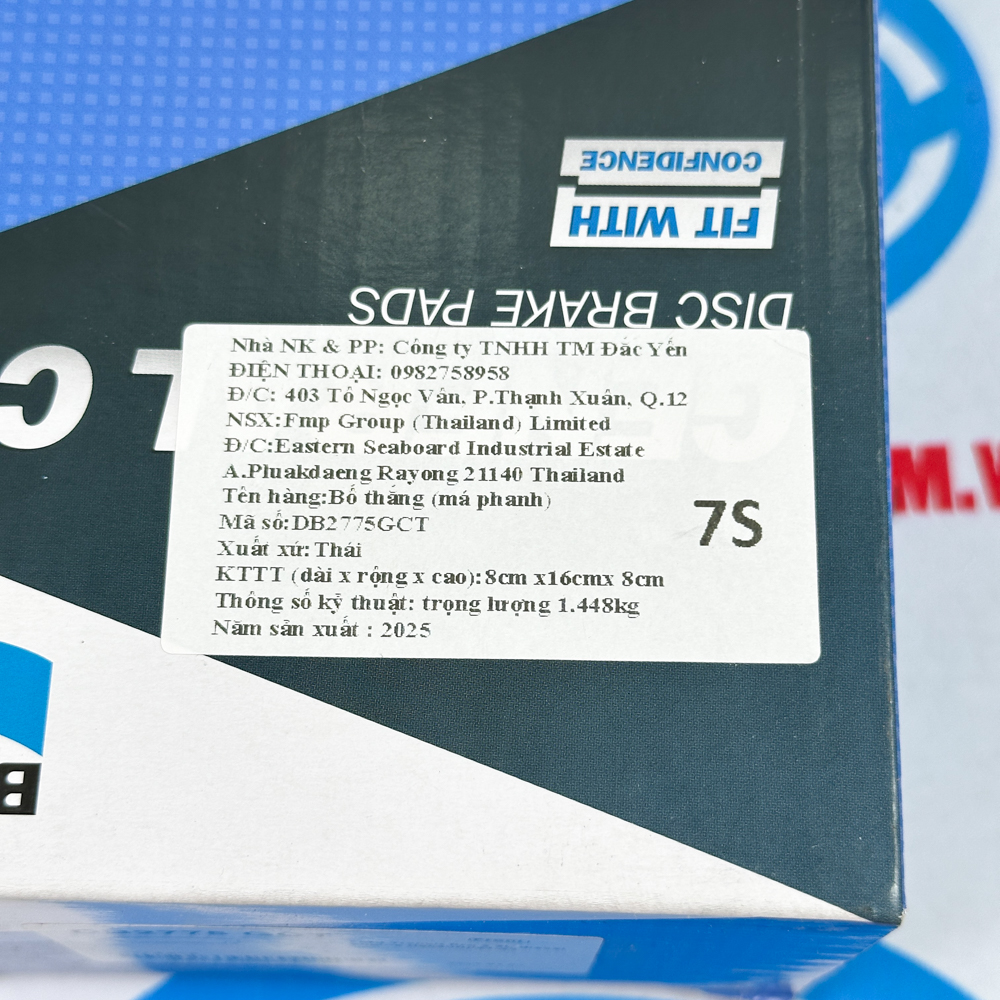 FIT WITH
CONFIDENCE
DISC BRAKE PADS
Nhà NK & PP: Công ty TNHH TM Đắc Yến
ĐIỆN THOẠI: 0982758958
Đ/C: 403 Tô Ngọc Vân, P.Thạnh Xuân, Q.12
NSX:Fmp Group (Thailand) Limited
Đ/C:Eastern Seaboard Industrial Estate
A.Pluakdaeng Rayong 21140 Thailand
Tên hàng:Bố thắng (má phanh)
Mã số:DB2775GCT
Xuất xứ: Thái
KTTT (dài x rộng x cao):8cm x16cmx 8cm
Thông số kỹ thuật: trọng lượng 1.448kg
Năm sản xuất : 2025
7S
M.V
B